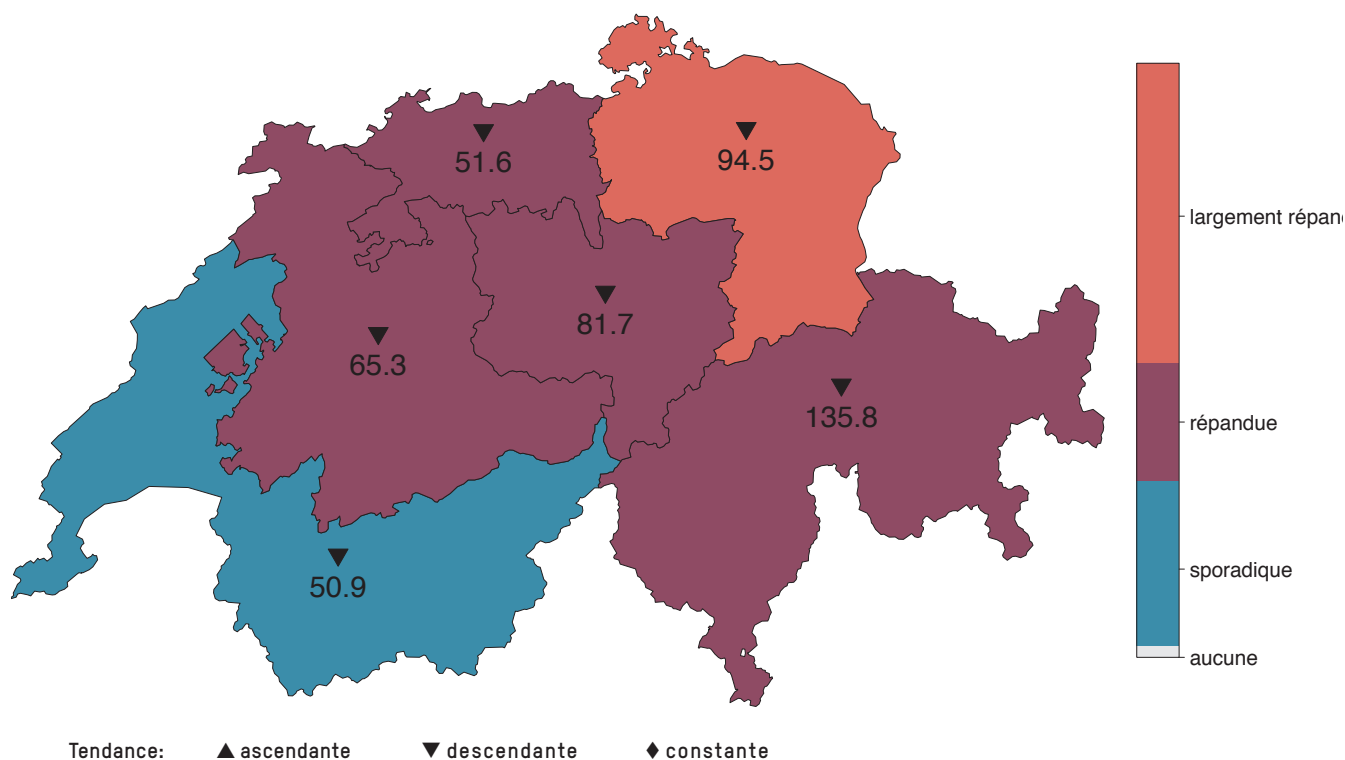 51.6
94.5
largement répan
81.7
65.3
135.8
répandue
sporadique
50.9
aucune
Tendance: ▲ ascendante ▼ descendante ♦ constante